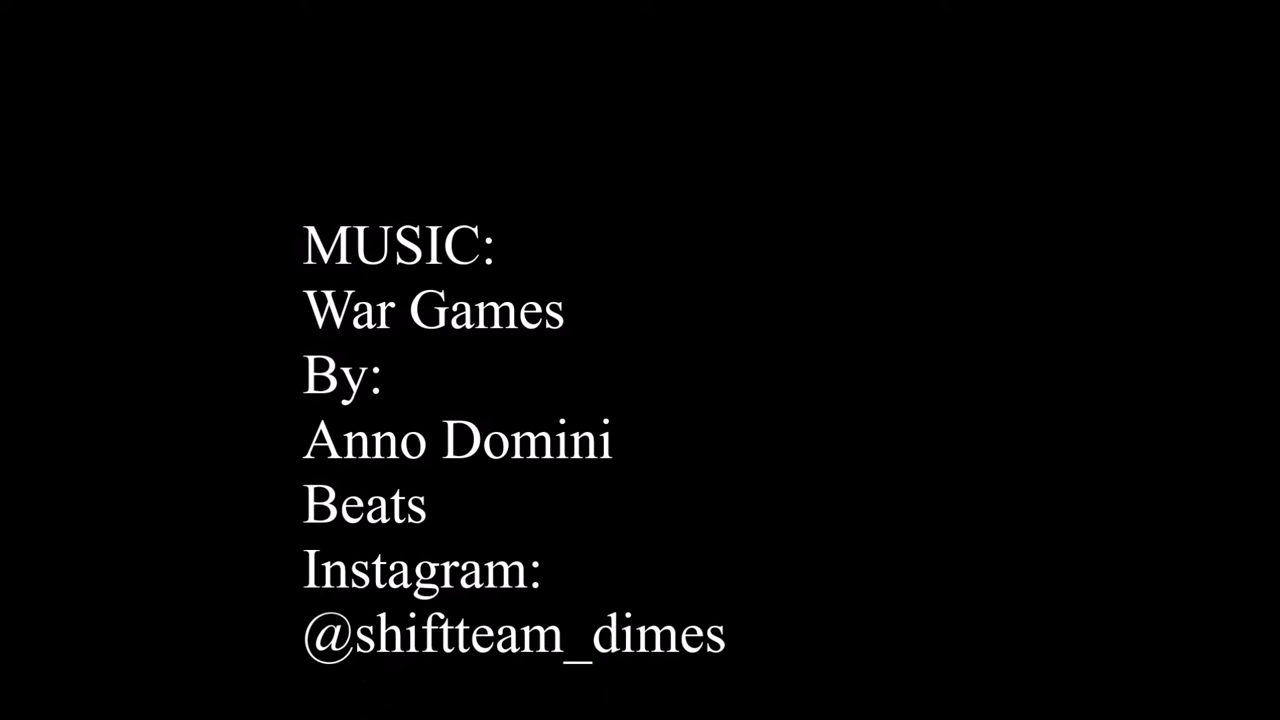 MUSIC:
War Games
By:
Anno Domini
Beats
Instagram:
@shiftteam_dimes